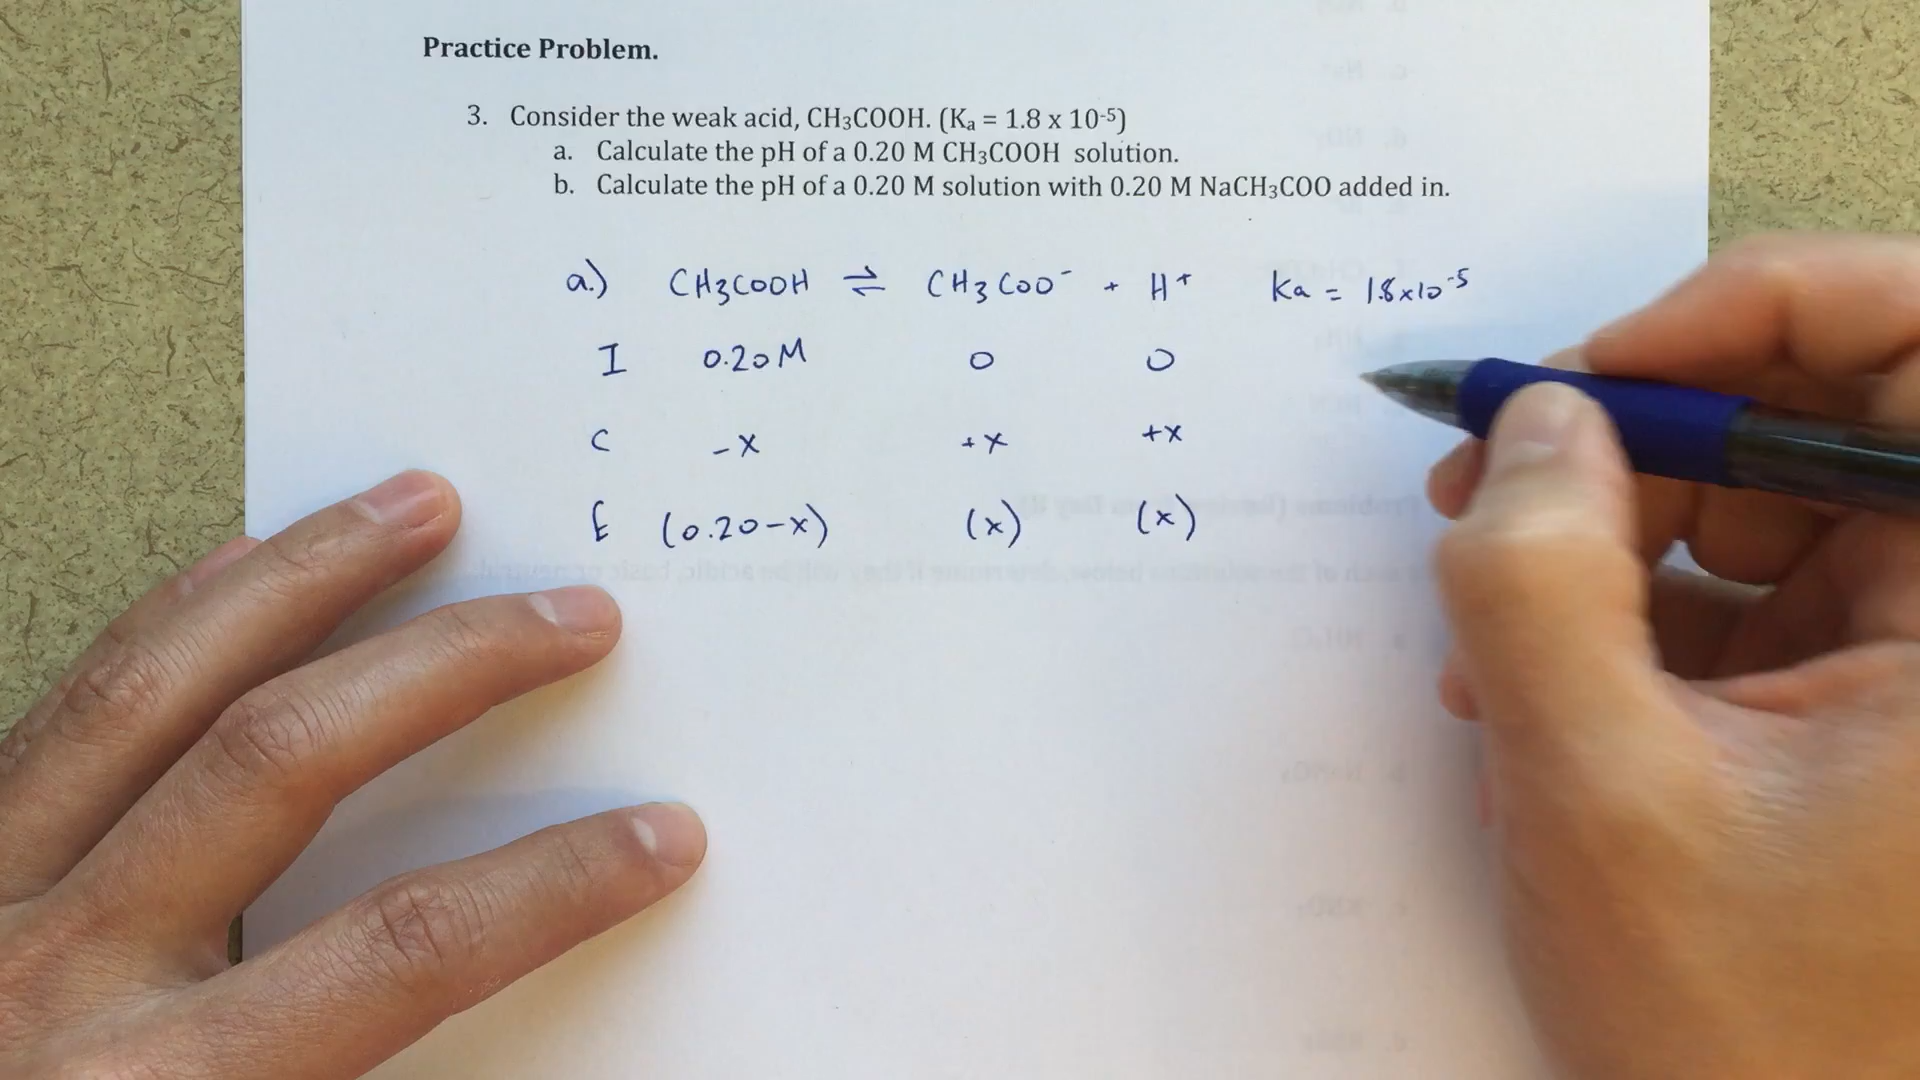 Practice Problem.
3. Consider the weak acid, CH3COOH. (Ka = 1.8 x 10-5)
a. Calculate the pH of a 0.20 M CH3COOH solution.
b. Calculate the pH of a 0.20 M solution with 0.20 M NaCH3COO added in.
a.) CH3COOH ⇌ CH3COO⁻ + H⁺ Ka = 1.8x10⁻⁵
I 0.20M 0 0
C -x +x +x
E (0.20-x) (x) (x)